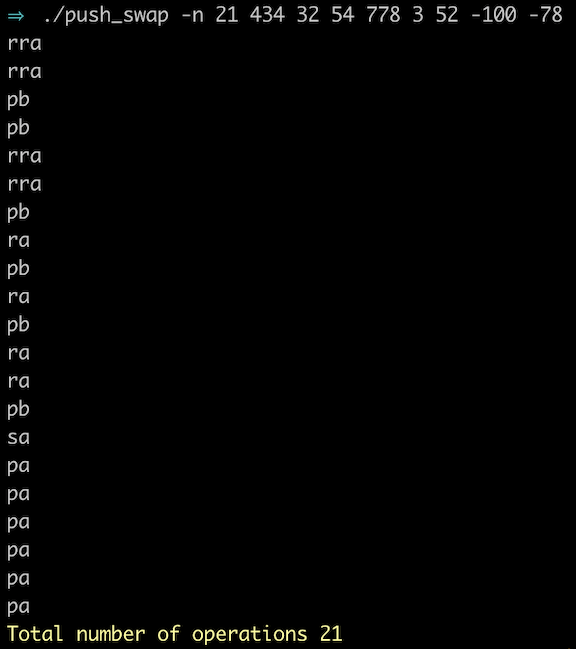 ⇒ ./push_swap -n 21 434 32 54 778 3 52 -100 -78
rra
rra
pb
pb
rra
rra
pb
ra
pb
ra
pb
ra
ra
pb
sa
pa
pa
pa
pa
pa
pa
Total number of operations 21